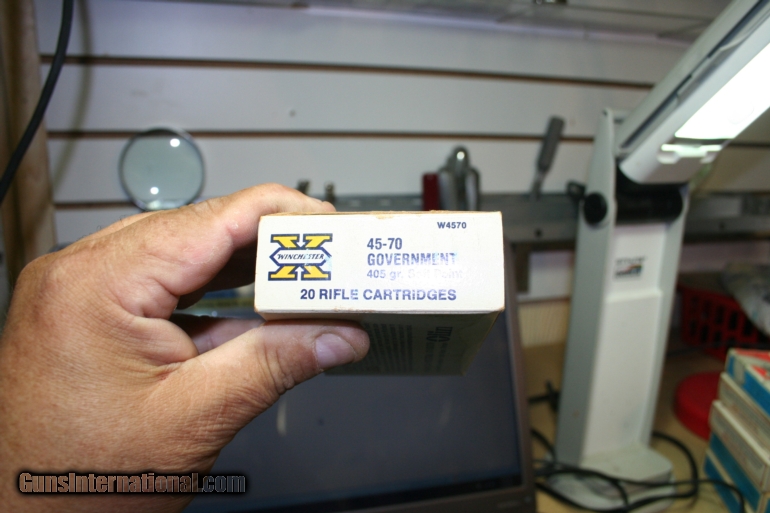 W4570
X
WINCHESTER
45-70
GOVERNMENT
405 gr. Soft Point
20 RIFLE CARTRIDGES
GunsInternational.com